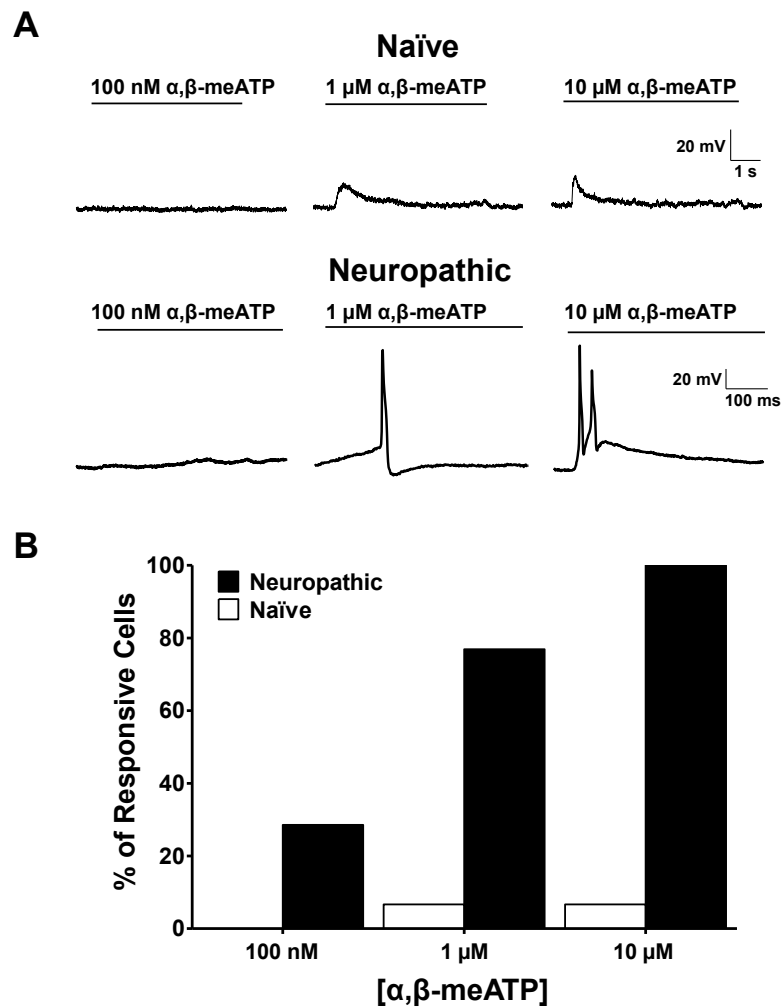 A
Naïve
100 nM α,β-meATP 1 µM α,β-meATP 10 µM α,β-meATP
20 mV
1 s
Neuropathic
100 nM α,β-meATP 1 µM α,β-meATP 10 µM α,β-meATP
20 mV
100 ms
B
% of Responsive Cells
100
80
60
40
20
0
Neuropathic
Naïve
100 nM 1 µM 10 µM
[α,β-meATP]